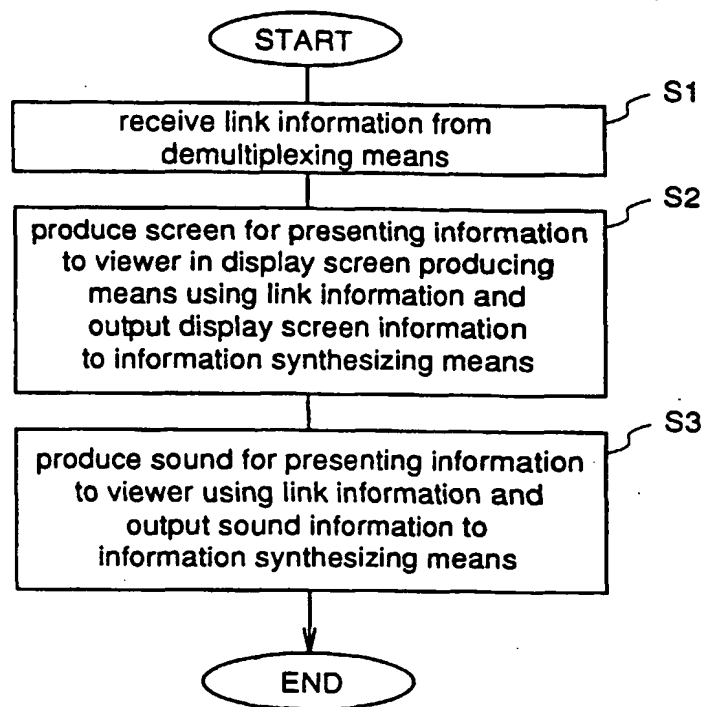 START
S1
receive link information from
demultiplexing means
S2
produce screen for presenting information
to viewer in display screen producing
means using link information and
output display screen information
to information synthesizing means
S3
produce sound for presenting information
to viewer using link information and
output sound information to
information synthesizing means
END